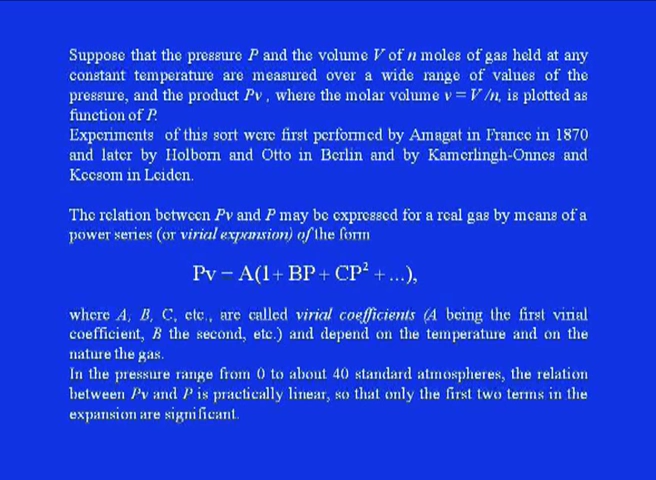 Suppose that the pressure P and the volume V of n moles of gas held at any
constant temperature are measured over a wide range of values of the
pressure, and the product Pv , where the molar volume v = V /n, is plotted as
function of P.
Experiments of this sort were first performed by Amagat in France in 1870
and later by Holborn and Otto in Berlin and by Kamerlingh-Onnes and
Keesom in Leiden.
The relation between Pv and P may be expressed for a real gas by means of a
power series (or virial expansion) of the form
Pv = A(1+ BP + CP² + ...),
where A, B, C, etc., are called virial coefficients (A being the first virial
coefficient, B the second, etc.) and depend on the temperature and on the
nature the gas.
In the pressure range from 0 to about 40 standard atmospheres, the relation
between Pv and P is practically linear, so that only the first two terms in the
expansion are significant.